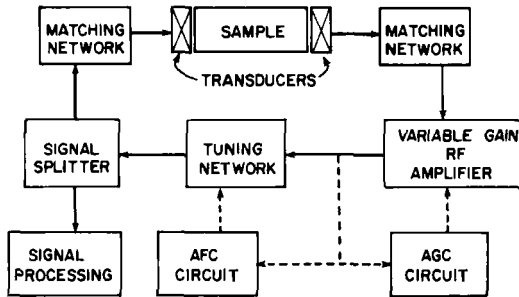 MATCHING
NETWORK
SAMPLE
MATCHING
NETWORK
TRANSDUCERS
SIGNAL
SPLITTER
TUNING
NETWORK
VARIABLE GAIN
RF
AMPLIFIER
SIGNAL
PROCESSING
AFC
CIRCUIT
AGC
CIRCUIT